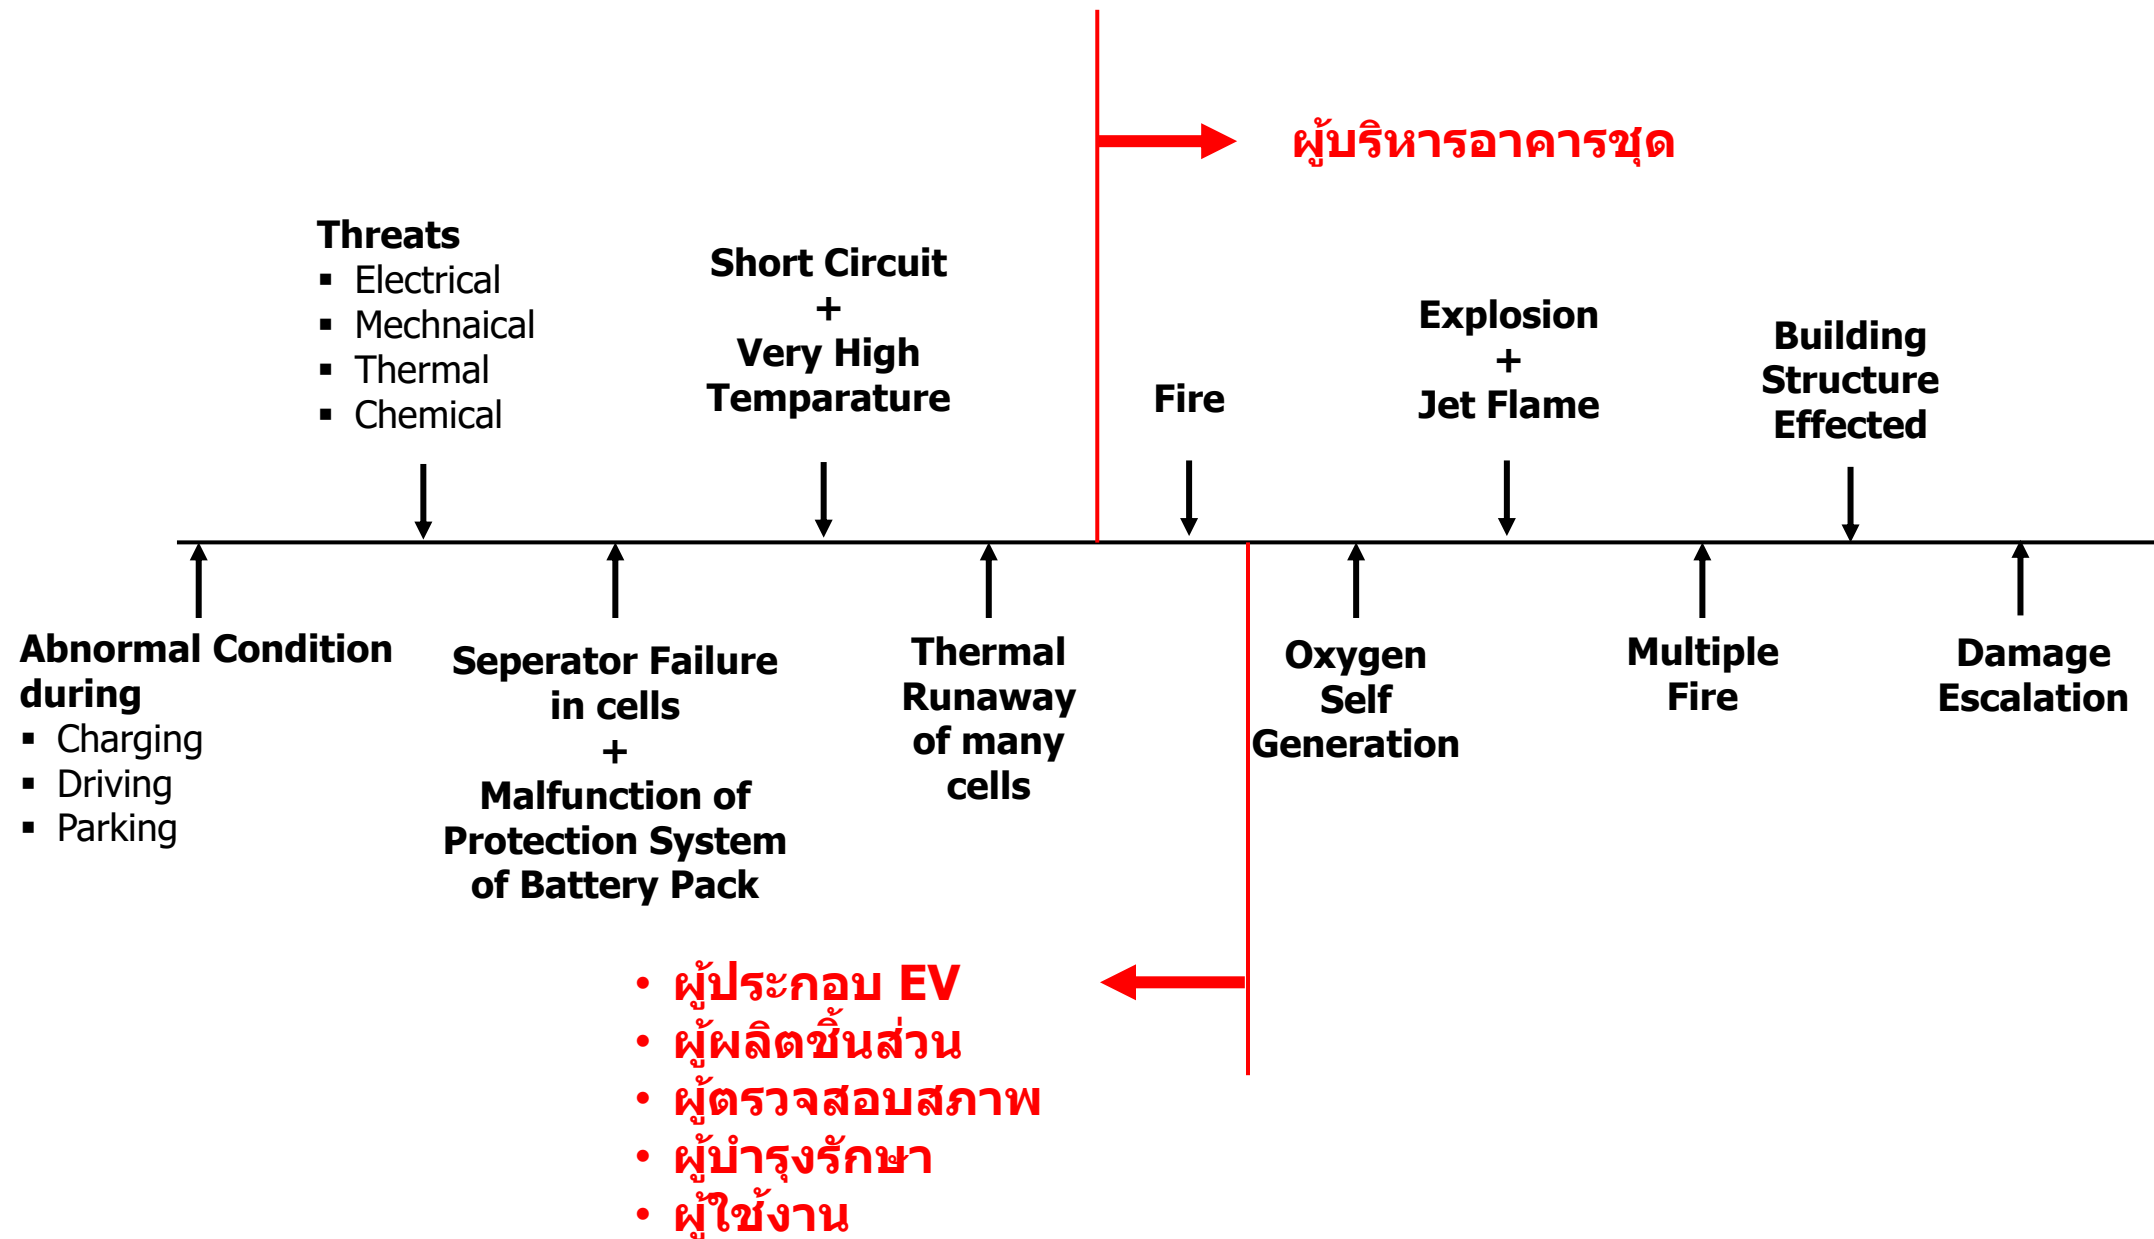 ผู้บริหารอาคารชุด
Threats
▪ Electrical
▪ Mechnaical
▪ Thermal
▪ Chemical
Short Circuit
+
Very High
Temparature
Fire
Explosion
+
Jet Flame
Building
Structure
Effected
Abnormal Condition
during
▪ Charging
▪ Driving
▪ Parking
Seperator Failure
in cells
+
Malfunction of
Protection System
of Battery Pack
Thermal
Runaway
of many
cells
Oxygen
Self
Generation
Multiple
Fire
Damage
Escalation
• ผู้ประกอบ EV
• ผู้ผลิตชิ้นส่วน
• ผู้ตรวจสอบสภาพ
• ผู้บำรุงรักษา
• ผู้ใช้งาน